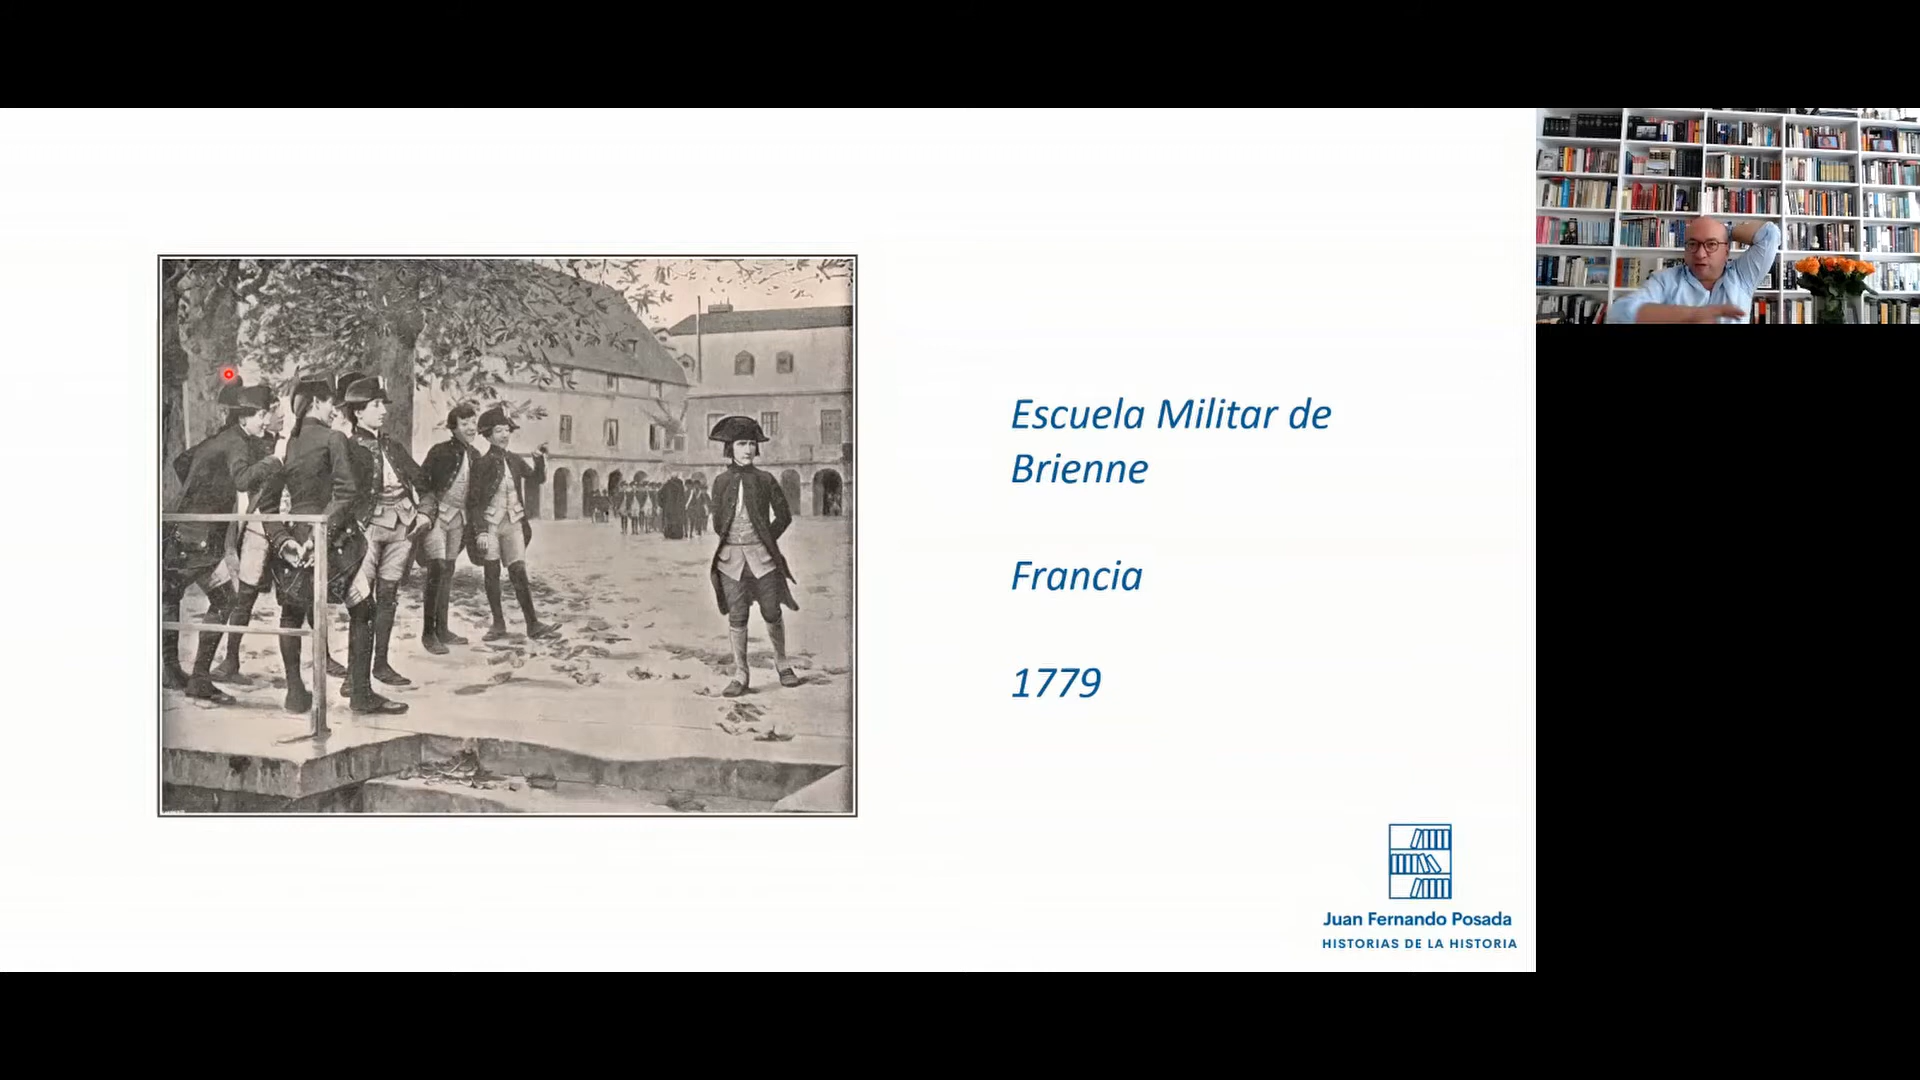 Escuela Militar de
Brienne
Francia
1779
Juan Fernando Posada
HISTORIAS DE LA HISTORIA